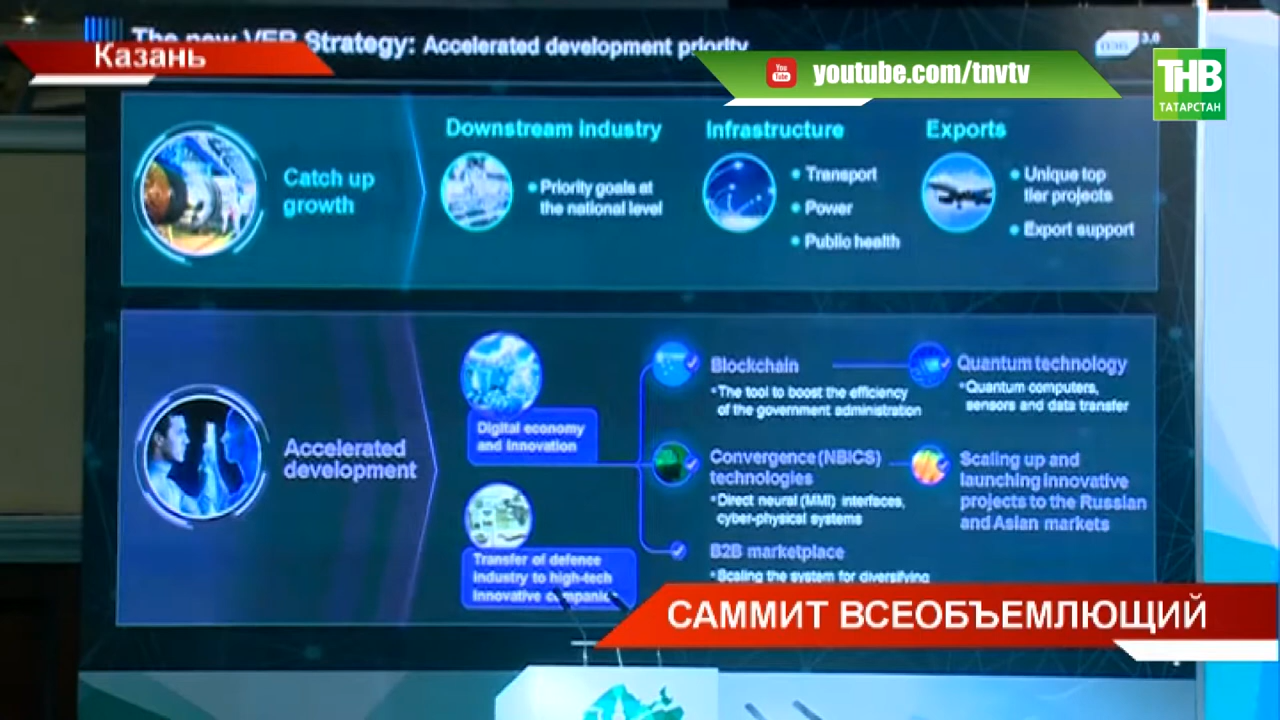 The new VEB Strategy: Accelerated development priority
3.0
Казань
youtube.com/tnvtv
You Tube
ТНВ
ТАТАРСТАН
Catch up
growth
Downstream industry
Priority goals at
the national level
Infrastructure
Transport
Power
Public health
Exports
Unique top
tier projects
Export support
Accelerated
development
Digital economy
and innovation
Transfer of defence
industry to high-tech
innovative companies
Blockchain
The tool to boost the efficiency
of the government administration
Quantum technology
Quantum computers,
sensors and data transfer
Convergence (NBICS)
technologies
Direct neural (MMI) interfaces,
cyber-physical systems
Scaling up and
launching innovative
projects to the Russian
and Asian markets
B2B marketplace
Scaling the system for diversifying
САММИТ ВСЕОБЪЕМЛЮЩИЙ